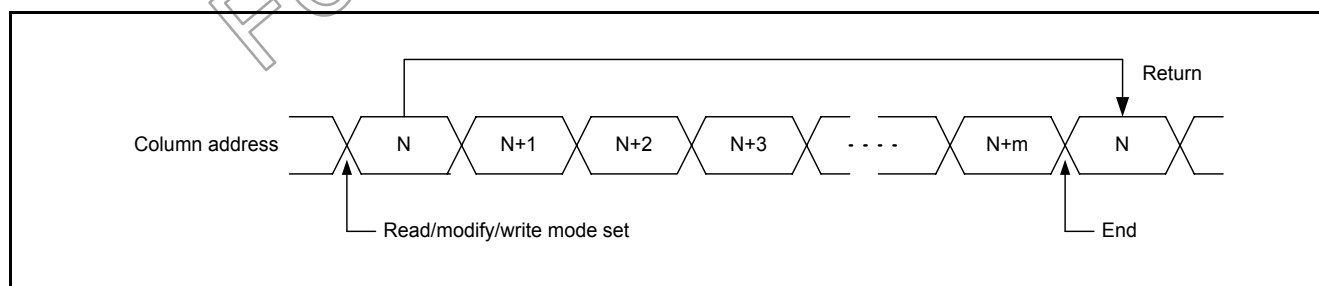 Return
Column address N N+1 N+2 N+3 - - - - N+m N
Read/modify/write mode set End